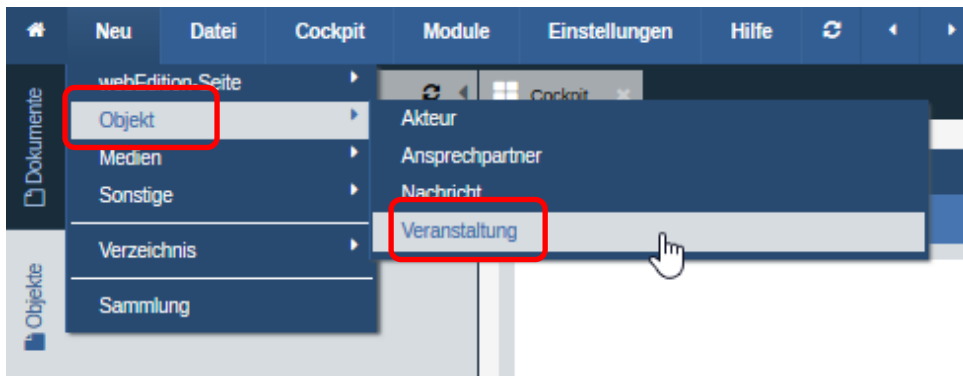 Neu Datei Cockpit Module Einstellungen Hilfe
Dokumente
Objekte
webEdition-Seite
Objekt
Medien
Sonstige
Verzeichnis
Sammlung
Cockpit
Akteur
Ansprechpartner
Nachricht
Veranstaltung